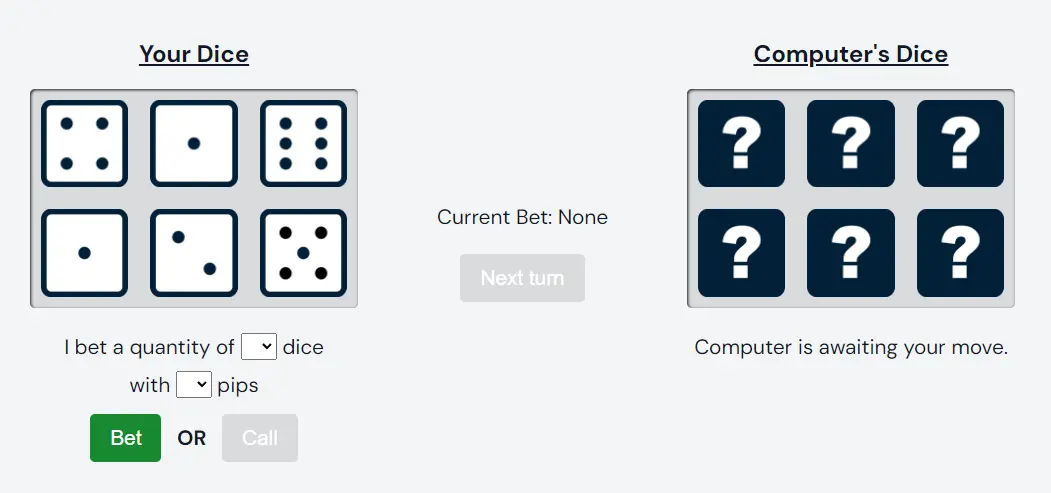 Your Dice
Computer's Dice
? ? ?
? ? ?
Current Bet: None
Next turn
I bet a quantity of dice
with pips
Bet OR Call
Computer is awaiting your move.